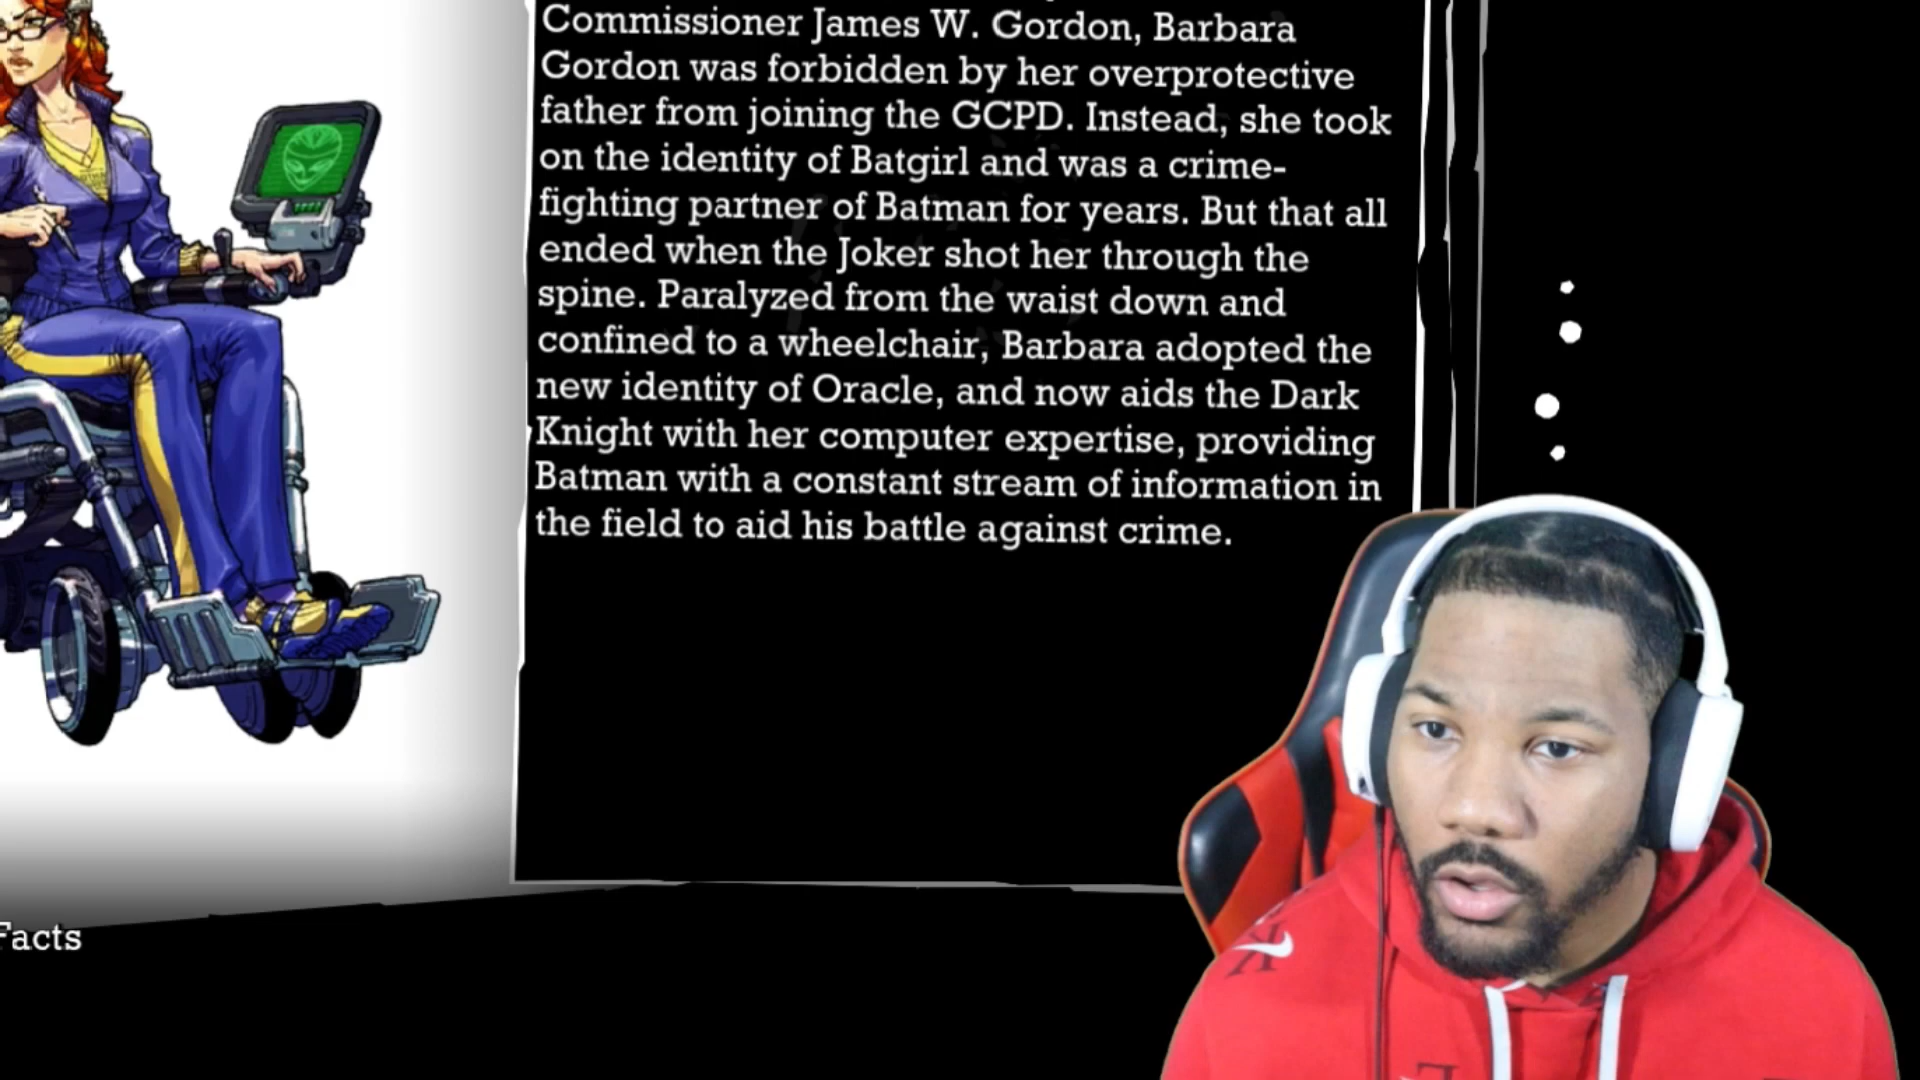 Commissioner James W. Gordon, Barbara
Gordon was forbidden by her overprotective
father from joining the GCPD. Instead, she took
on the identity of Batgirl and was a crime-
fighting partner of Batman for years. But that all
ended when the Joker shot her through the
spine. Paralyzed from the waist down and
confined to a wheelchair, Barbara adopted the
new identity of Oracle, and now aids the Dark
Knight with her computer expertise, providing
Batman with a constant stream of information in
the field to aid his battle against crime.
Facts